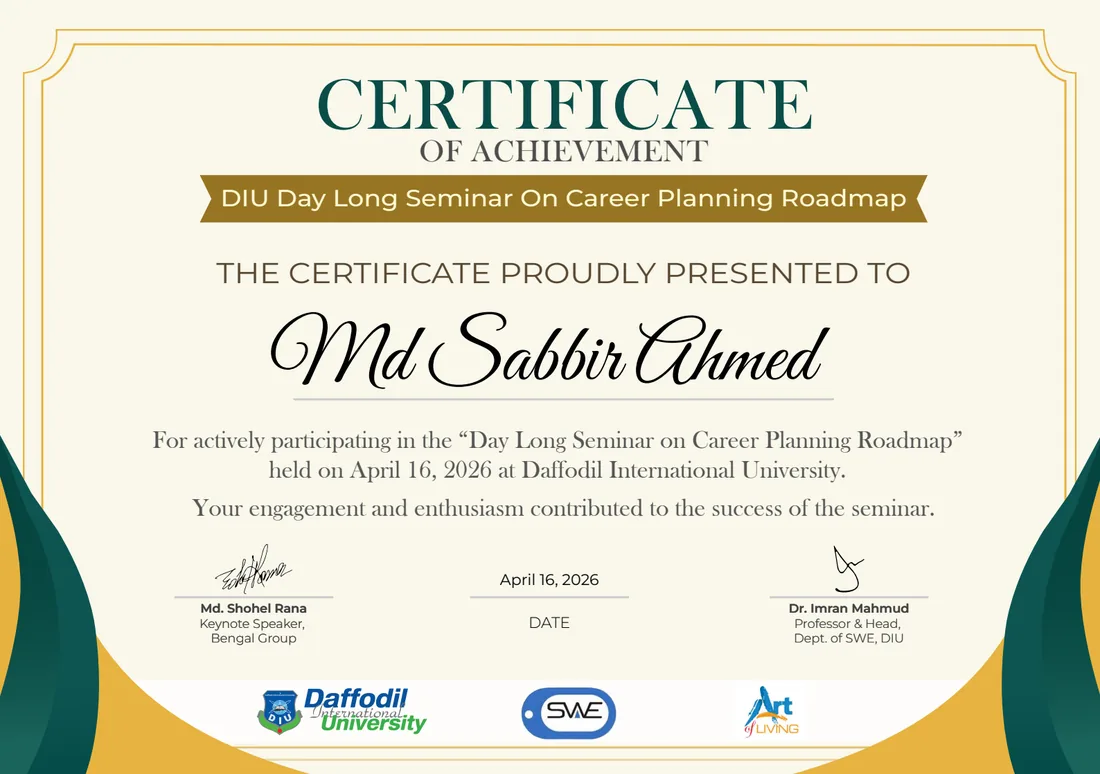 CERTIFICATE
OF ACHIEVEMENT
DIU Day Long Seminar On Career Planning Roadmap
THE CERTIFICATE PROUDLY PRESENTED TO
Md Sabbir Ahmed
For actively participating in the “Day Long Seminar on Career Planning Roadmap”
held on April 16, 2026 at Daffodil International University.
Your engagement and enthusiasm contributed to the success of the seminar.
Md. Shohel Rana
Keynote Speaker,
Bengal Group
April 16, 2026
DATE
Dr. Imran Mahmud
Professor & Head,
Dept. of SWE, DIU
DIU
Daffodil
International
University
SWE
Art
of LIVING